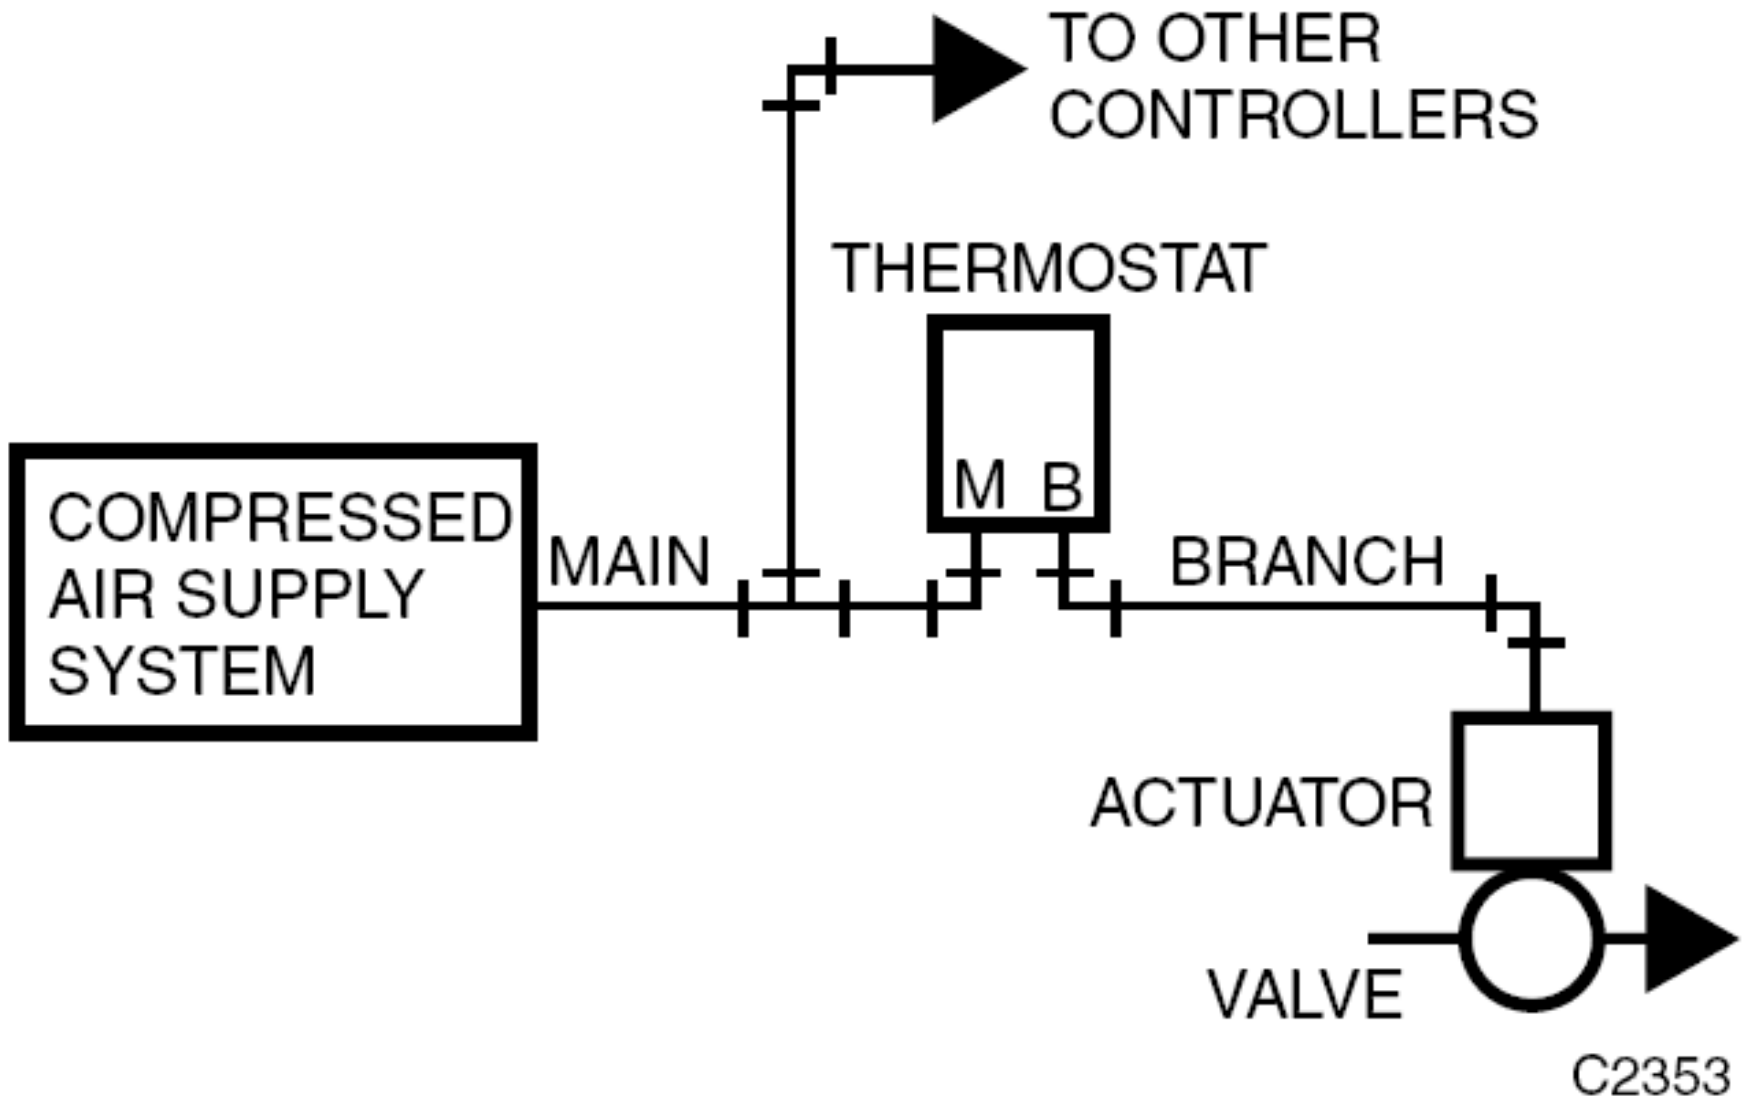 TO OTHER
CONTROLLERS
THERMOSTAT
M B
COMPRESSED
AIR SUPPLY
SYSTEM
MAIN
BRANCH
ACTUATOR
VALVE
C2353